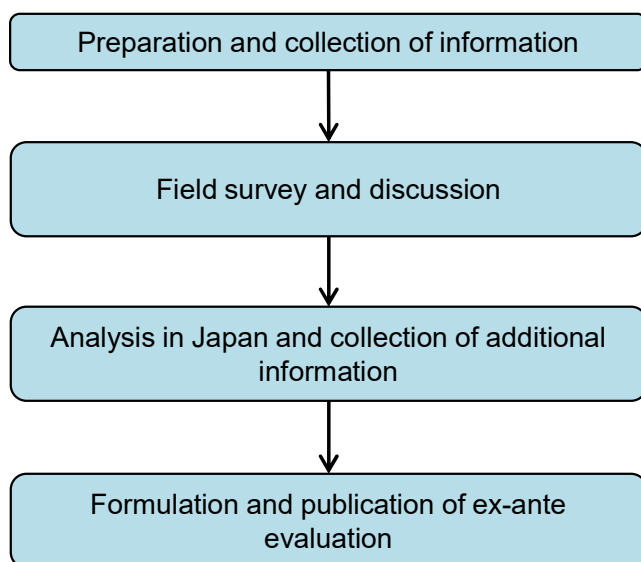 Preparation and collection of information
Field survey and discussion
Analysis in Japan and collection of additional
information
Formulation and publication of ex-ante
evaluation